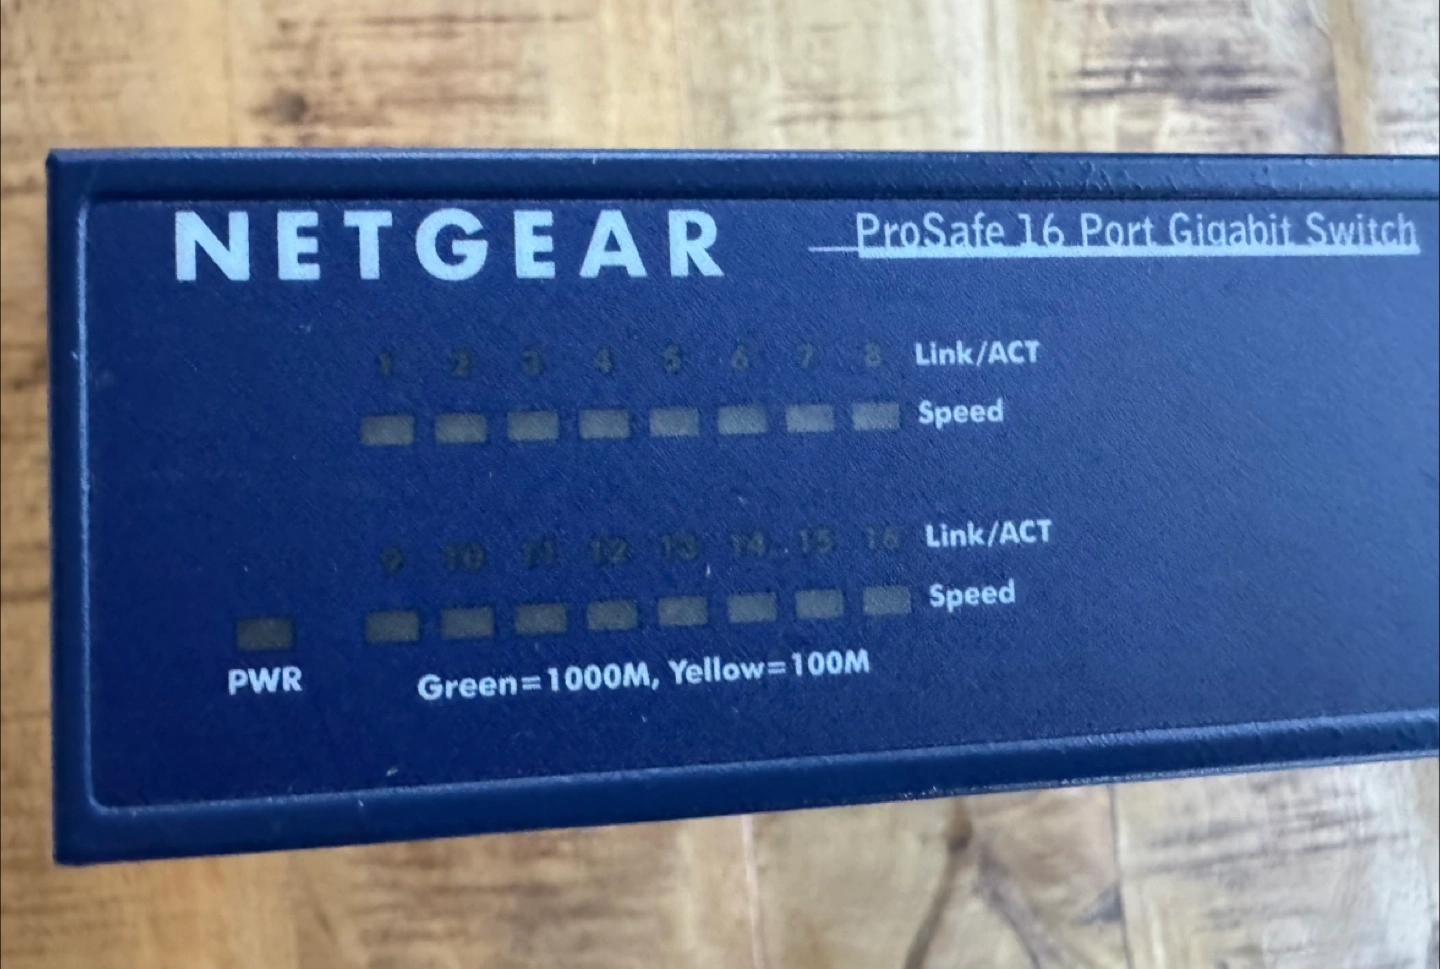 NETGEAR
ProSafe 16 Port Gigabit Switch
1 2 3 4 5 6 7 8 Link/ACT
Speed
9 10 11 12 13 14 15 16 Link/ACT
Speed
PWR
Green=1000M, Yellow=100M